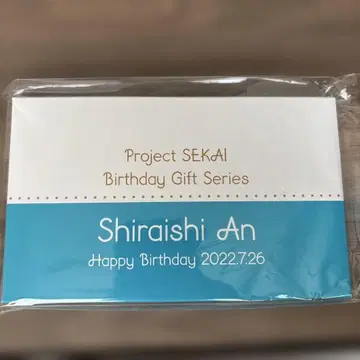 Project SEKAI
Birthday Gift Series
Shiraishi An
Happy Birthday 2022.7.26